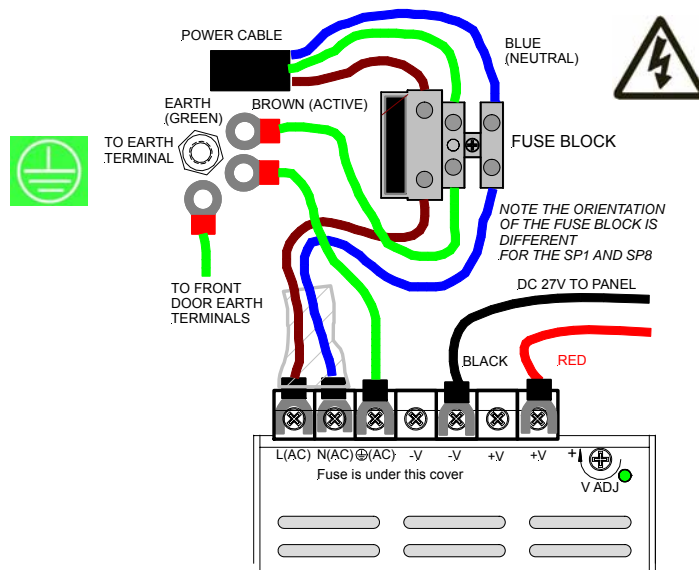 POWER CABLE
BLUE
(NEUTRAL)
EARTH
(GREEN)
BROWN (ACTIVE)
TO EARTH
TERMINAL
FUSE BLOCK
NOTE THE ORIENTATION
OF THE FUSE BLOCK IS
DIFFERENT
FOR THE SP1 AND SP8
TO FRONT
DOOR EARTH
TERMINALS
DC 27V TO PANEL
BLACK
RED
L(AC) N(AC) ⏚(AC) -V -V +V +V
+
Fuse is under this cover
V ADJ